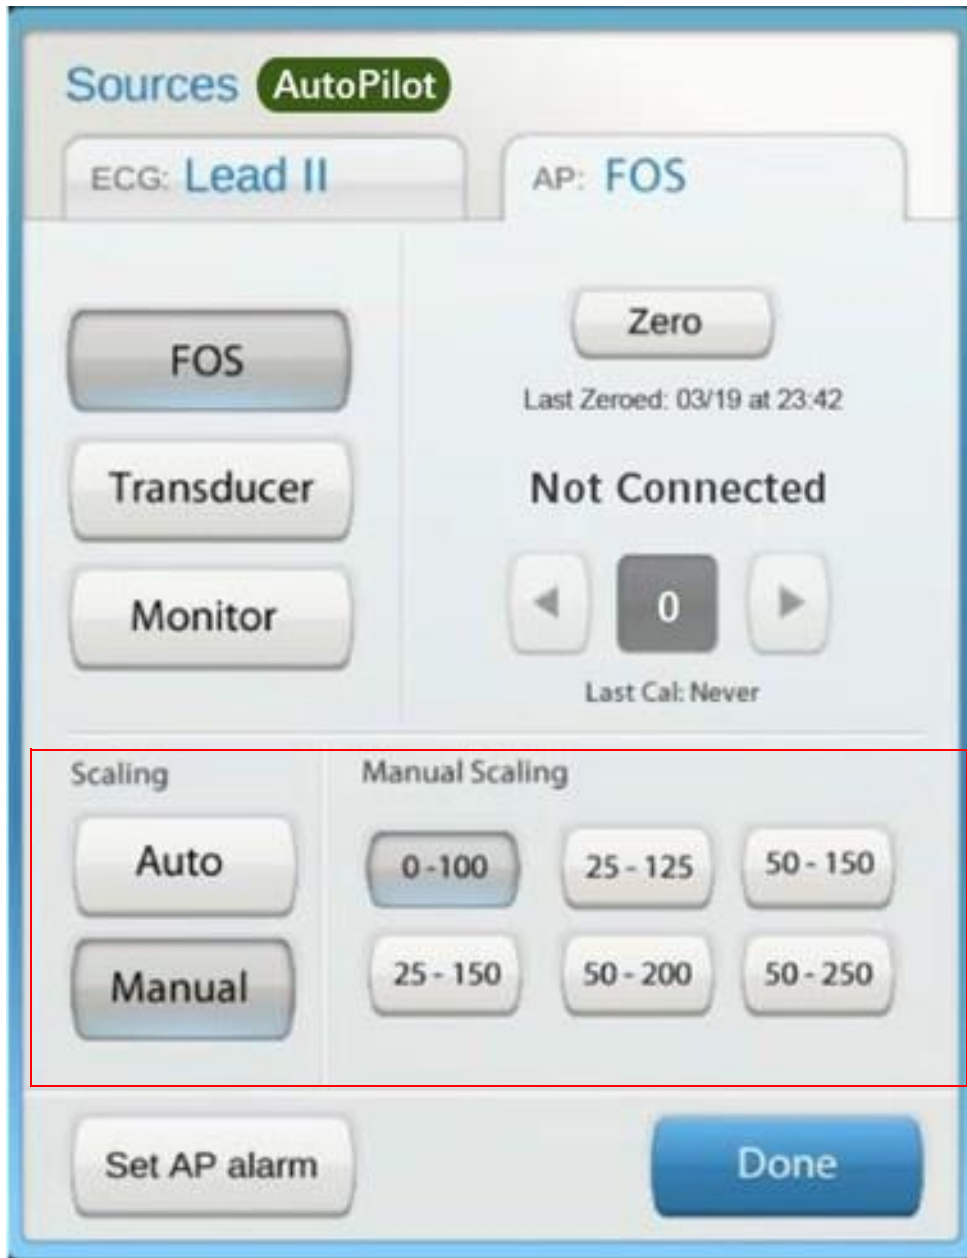 Sources AutoPilot
ECG: Lead II
AP: FOS
FOS
Transducer
Monitor
Zero
Last Zeroed: 03/19 at 23:42
Not Connected
0
Last Cal: Never
Scaling
Auto
Manual
Manual Scaling
0 -100 25 - 125 50 - 150
25 - 150 50 - 200 50 - 250
Set AP alarm
Done